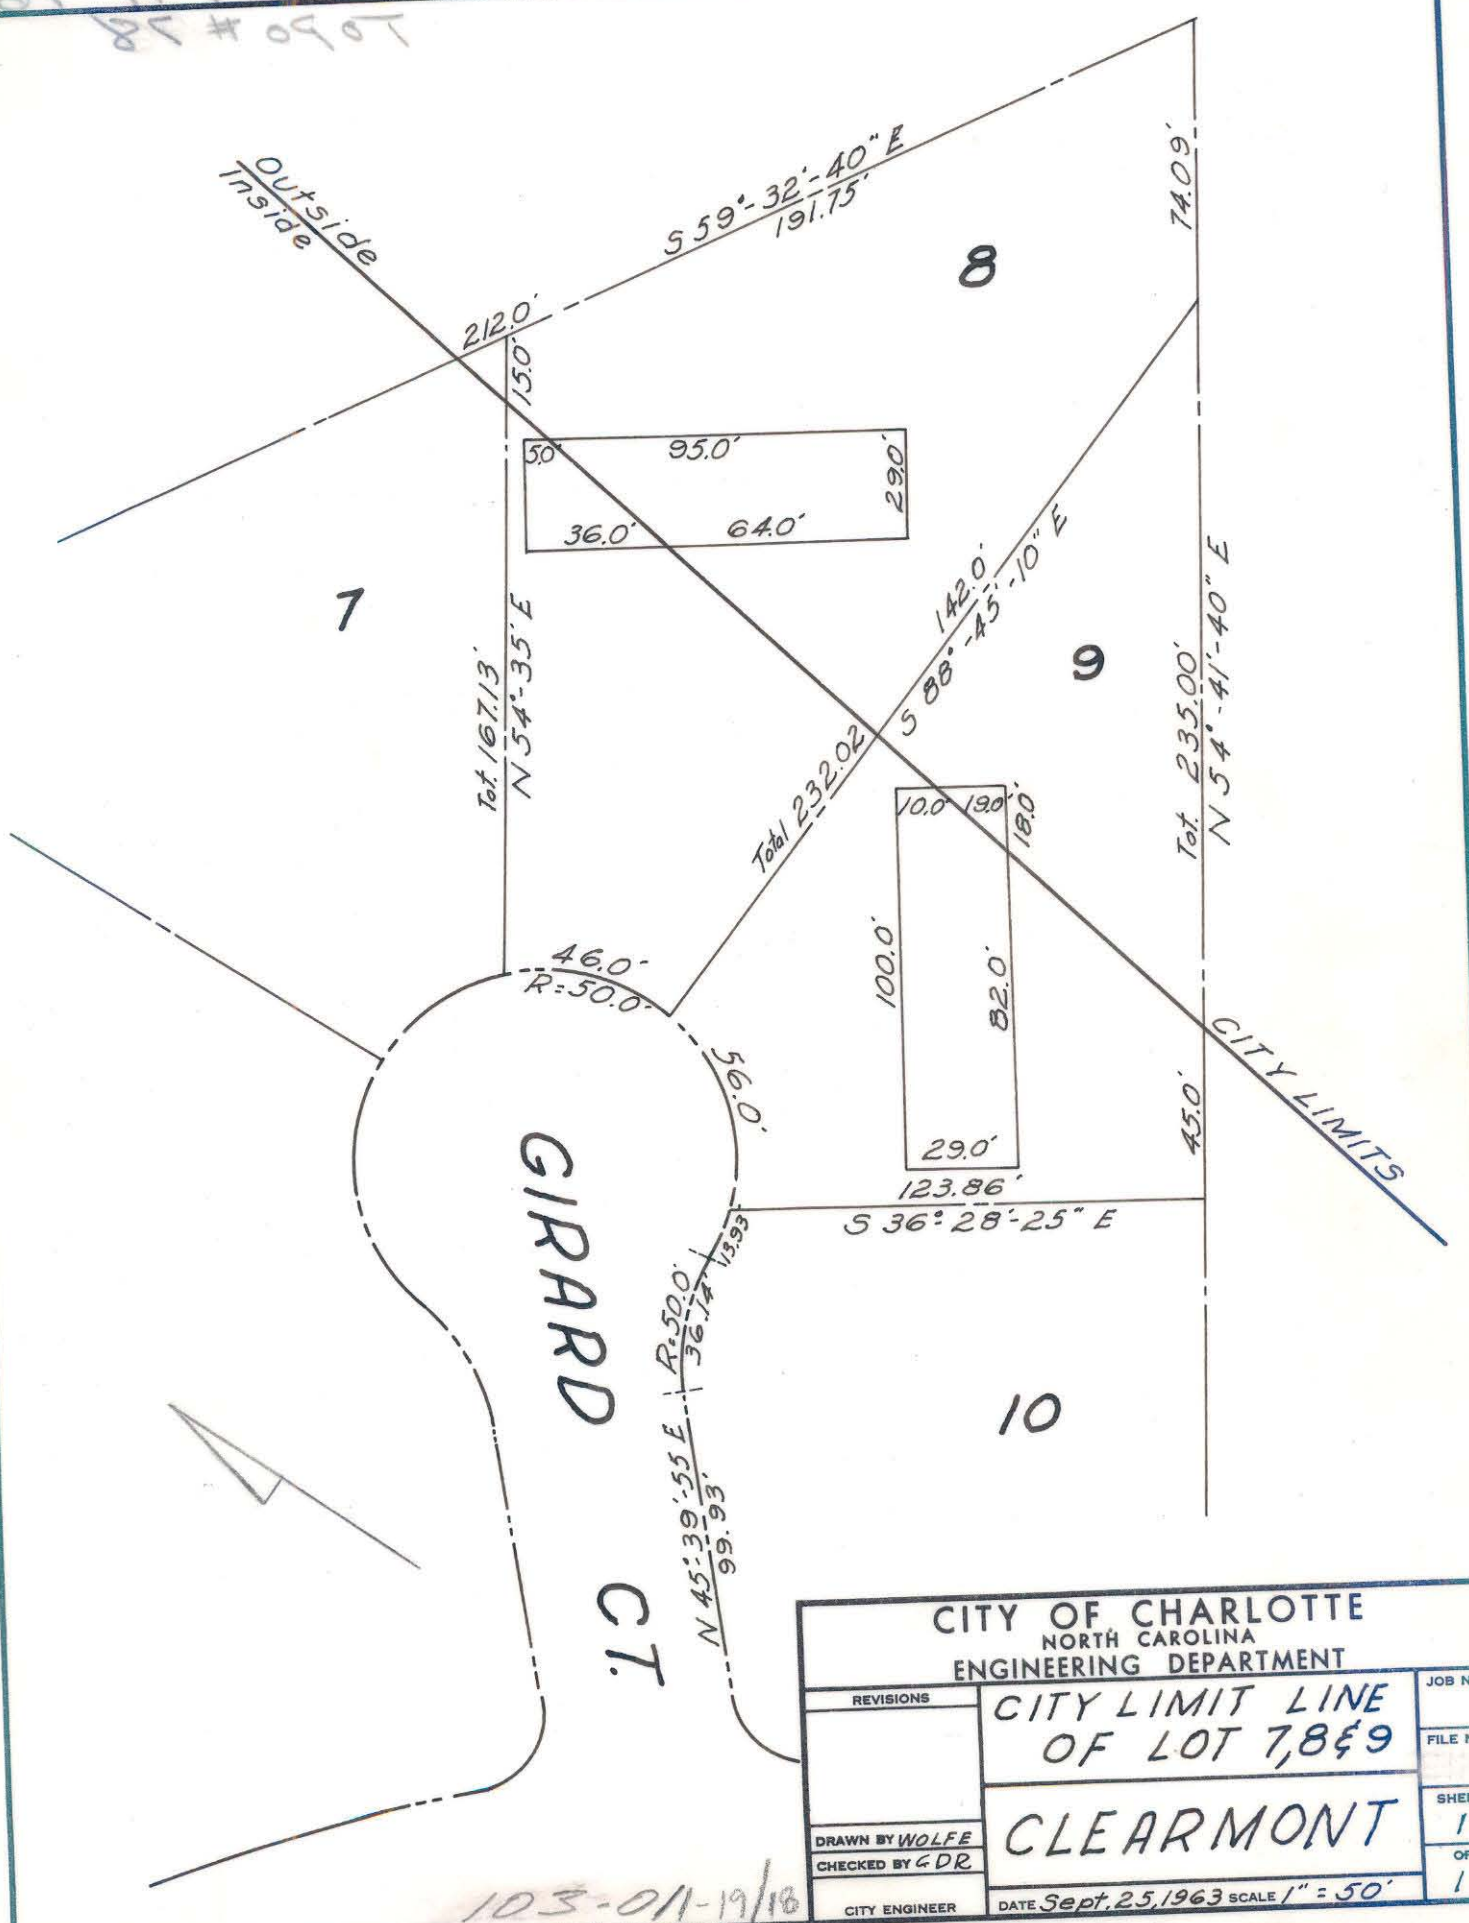 Topo # 78
Outside
Inside
S 59°-32'-40" E
191.75'
74.09'
8
212.0'
15.0'
5.0'
95.0'
29.0'
36.0'
64.0'
7
142.0'
S 88°-45'-10" E
Total 232.02
9
Tot. 167.13'
N 54°-35' E
Tot. 235.00'
N 54°-41'-40" E
10.0'
19.0'
18.0'
100.0'
82.0'
29.0'
46.0'
R=50.0'
56.0'
CITY LIMITS
45.0'
123.86'
S 36°28'-25" E
13.93'
R=50.0'
36.14'
GIRARD CT.
N 45°39'-55 E
99.93'
10
CITY OF CHARLOTTE
NORTH CAROLINA
ENGINEERING DEPARTMENT
REVISIONS
CITY LIMIT LINE
OF LOT 7,8&9
JOB N
FILE
CLEARMONT
SHE
1
OF
1
DRAWN BY WOLFE
CHECKED BY GDR
CITY ENGINEER
DATE Sept, 25, 1963 SCALE 1" = 50'
103-011-19/18